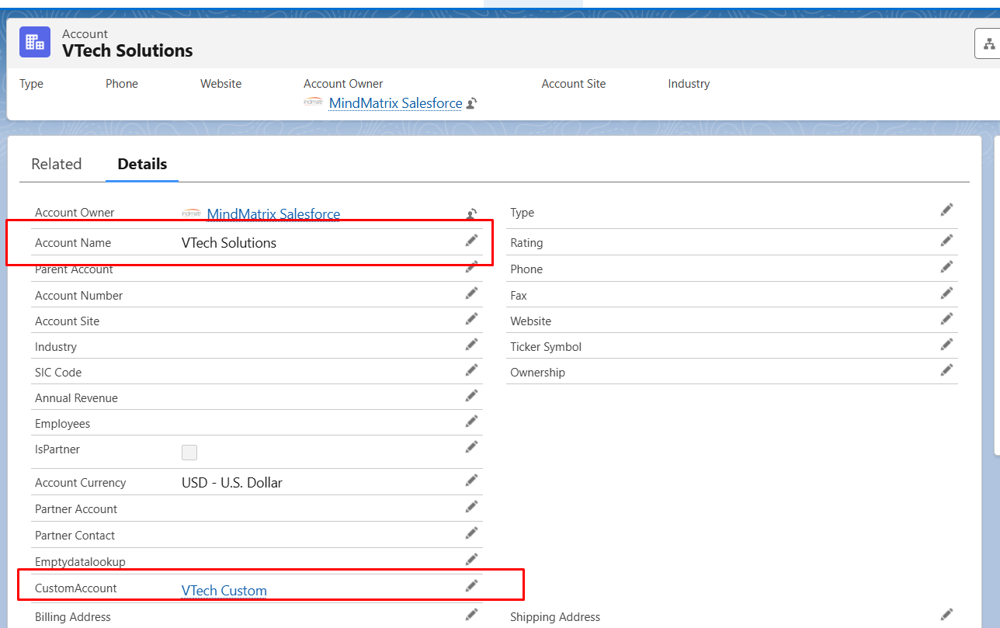 Account
VTech Solutions
Type Phone Website Account Owner Account Site Industry
MindMatrix Salesforce
Related Details
Account Owner MindMatrix Salesforce Type
Account Name VTech Solutions Rating
Parent Account Phone
Account Number Fax
Account Site Website
Industry Ticker Symbol
SIC Code Ownership
Annual Revenue
Employees
IsPartner
Account Currency USD - U.S. Dollar
Partner Account
Partner Contact
Emptydatalookup
CustomAccount VTech Custom
Billing Address Shipping Address